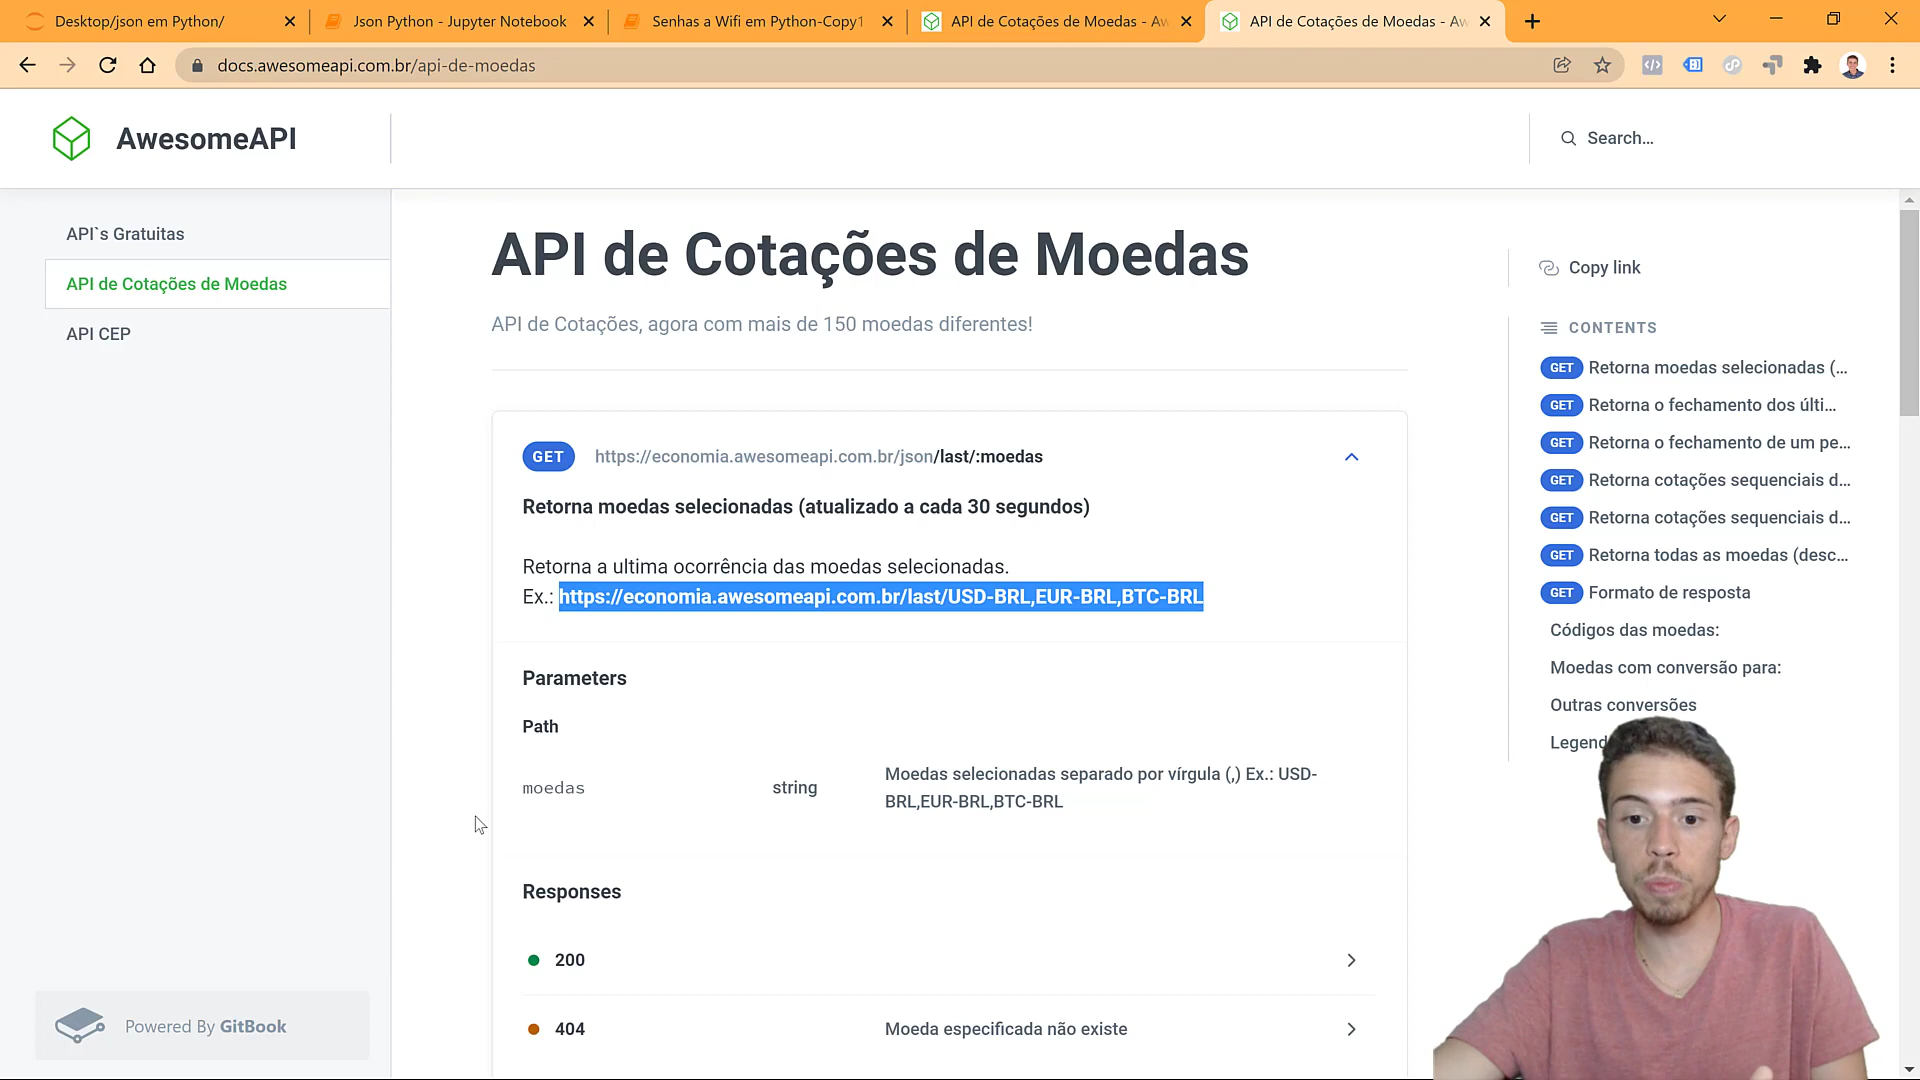 Desktop/json em Python/
Json Python - Jupyter Notebook
Senhas a Wifi em Python-Copy1
API de Cotações de Moedas - Aw
API de Cotações de Moedas - Aw
docs.awesomeapi.com.br/api-de-moedas
AwesomeAPI
Search...
API`s Gratuitas
API de Cotações de Moedas
API CEP
API de Cotações de Moedas
API de Cotações, agora com mais de 150 moedas diferentes!
GET https://economia.awesomeapi.com.br/json/last/:moedas
Retorna moedas selecionadas (atualizado a cada 30 segundos)
Retorna a ultima ocorrência das moedas selecionadas.
Ex.: https://economia.awesomeapi.com.br/last/USD-BRL,EUR-BRL,BTC-BRL
Parameters
Path
moedas string Moedas selecionadas separado por vírgula (,) Ex.: USD-
BRL,EUR-BRL,BTC-BRL
Responses
200
404 Moeda especificada não existe
Copy link
CONTENTS
GET Retorna moedas selecionadas (...
GET Retorna o fechamento dos últi...
GET Retorna o fechamento de um pe...
GET Retorna cotações sequenciais d...
GET Retorna cotações sequenciais d...
GET Retorna todas as moedas (desc...
GET Formato de resposta
Códigos das moedas:
Moedas com conversão para:
Outras conversões
Legend
Powered By GitBook